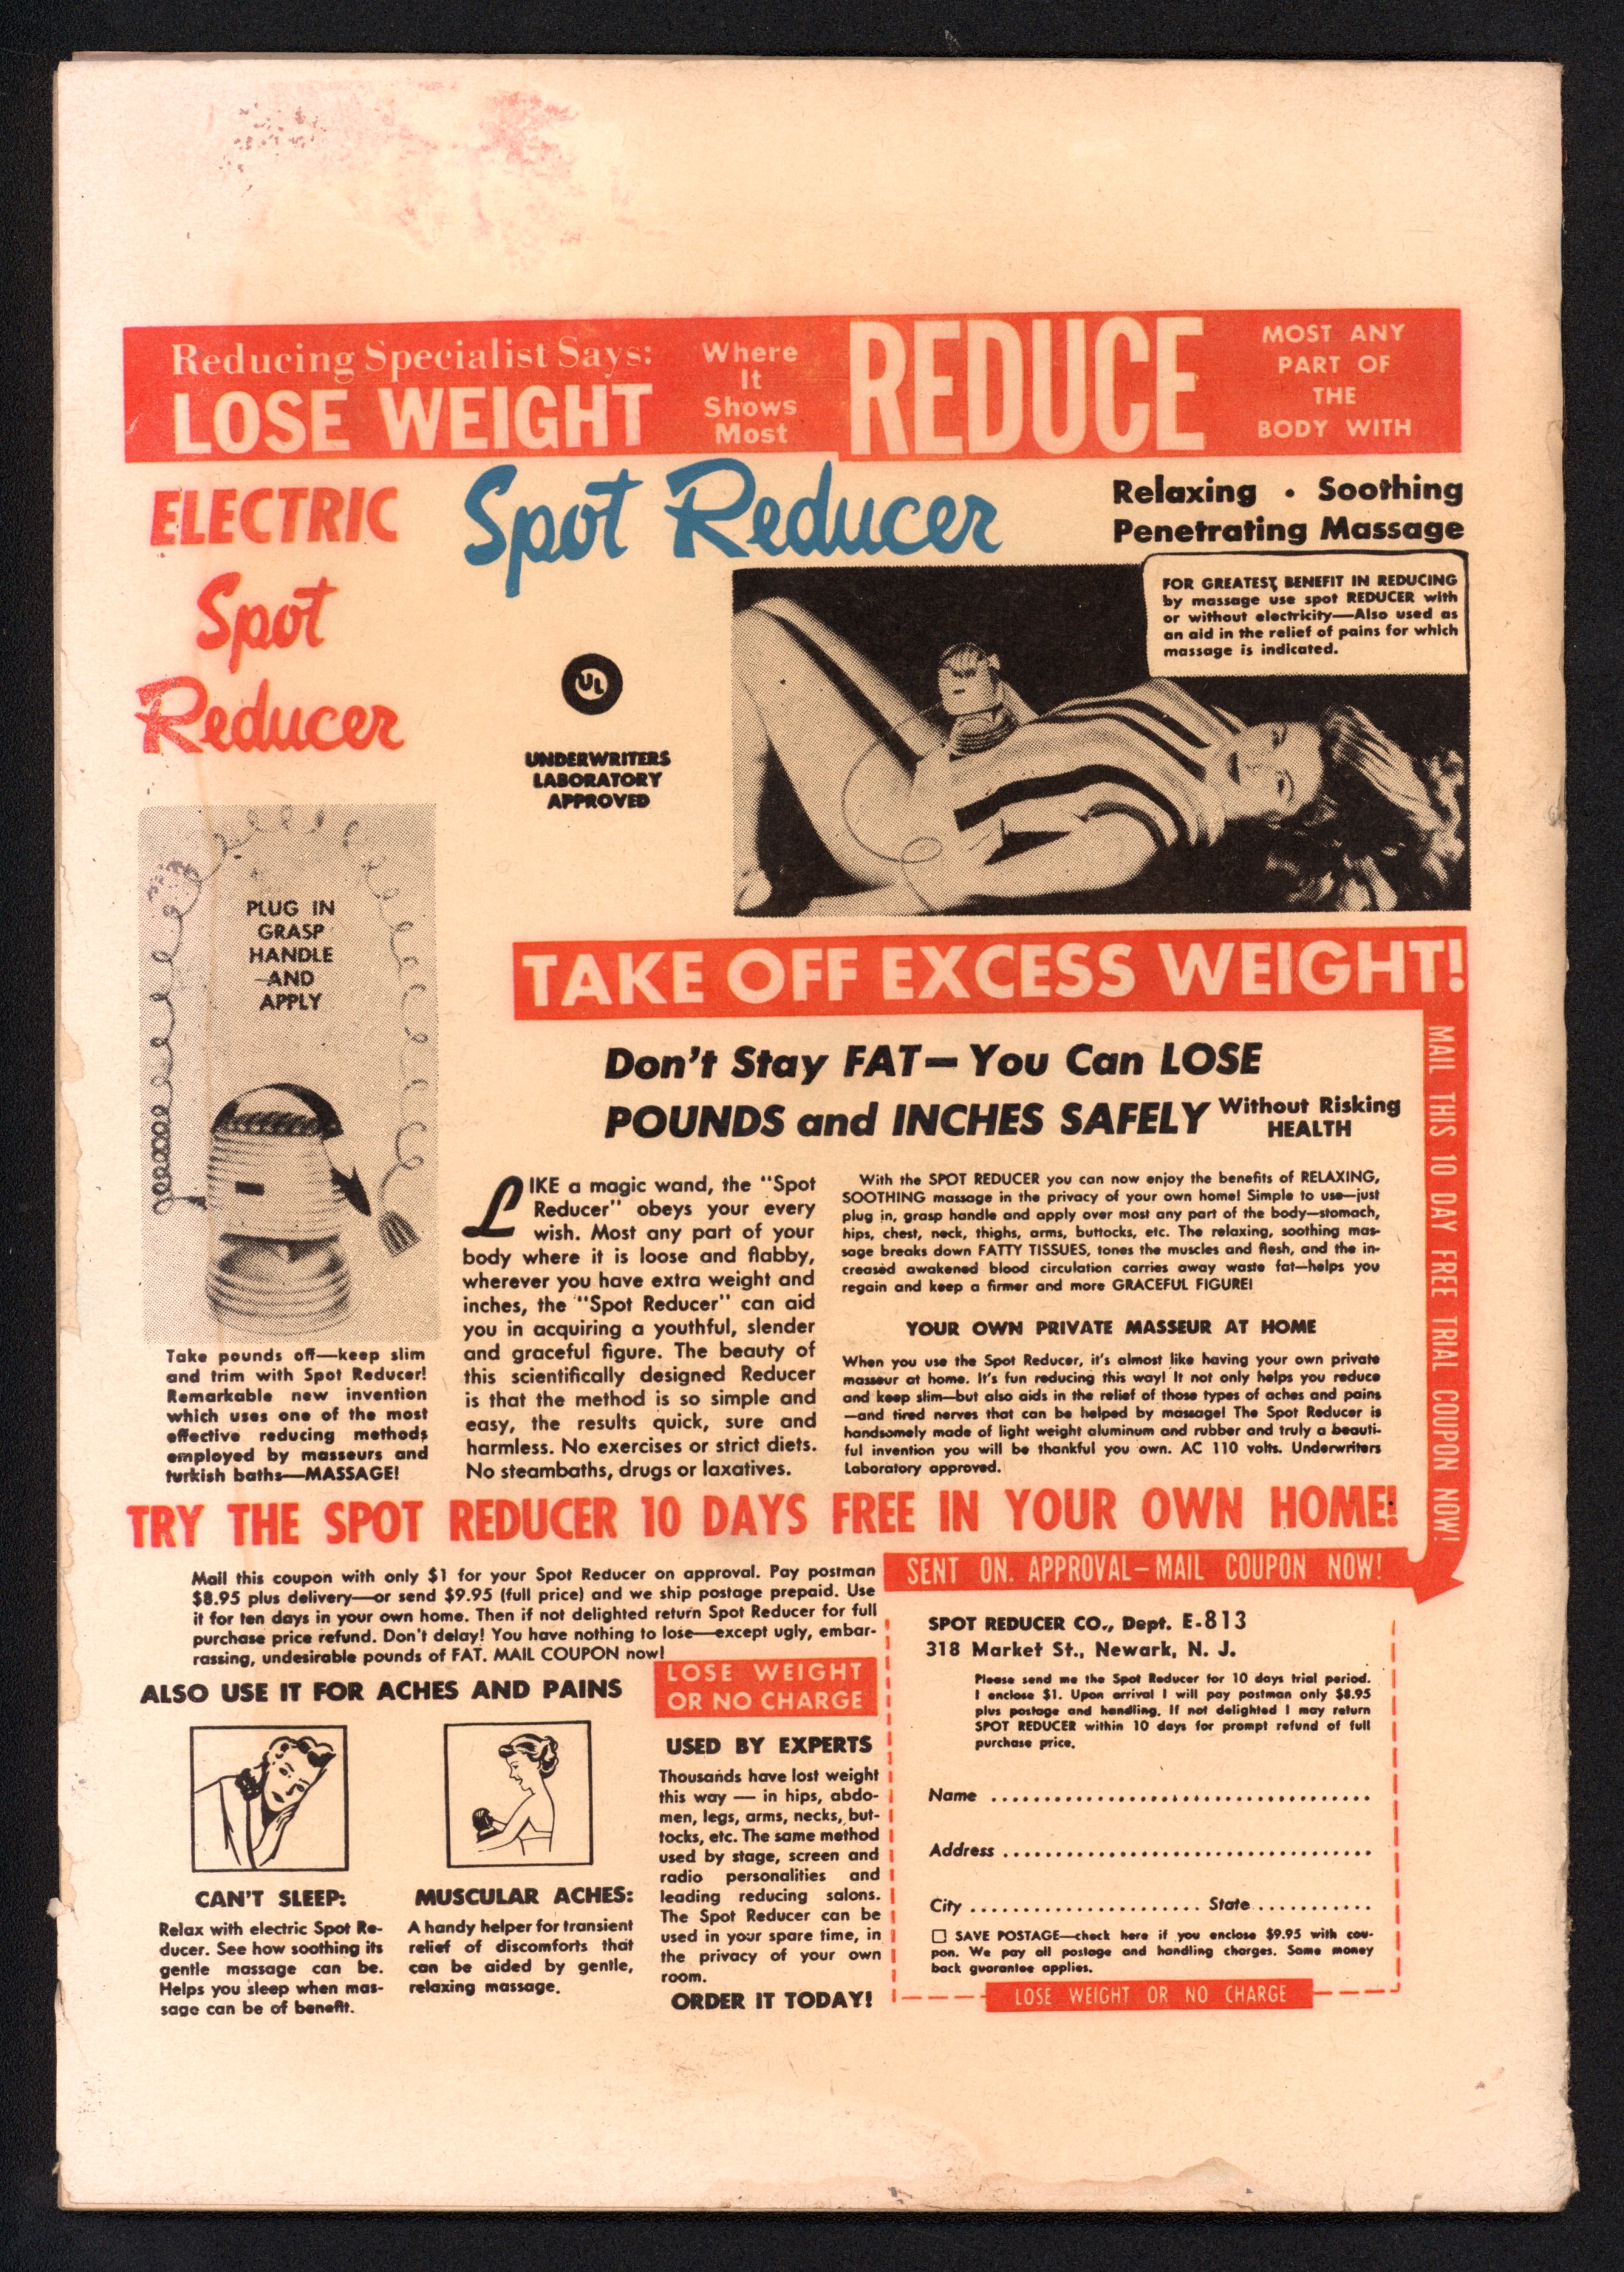 Reducing Specialist Says:
LOSE WEIGHT
Where
It
Shows
Most
REDUCE
MOST ANY
PART OF
THE
BODY WITH
ELECTRIC
Spot
Reducer
Spot Reducer
Relaxing • Soothing
Penetrating Massage
UL
UNDERWRITERS
LABORATORY
APPROVED
FOR GREATEST BENEFIT IN REDUCING
by massage use spot REDUCER with
or without electricity—Also used as
an aid in the relief of pains for which
massage is indicated.
PLUG IN
GRASP
HANDLE
—AND
APPLY
Take pounds off—keep slim
and trim with Spot Reducer!
Remarkable new invention
which uses one of the most
effective reducing methods
employed by masseurs and
turkish baths—MASSAGE!
TAKE OFF EXCESS WEIGHT!
Don't Stay FAT—You Can LOSE
POUNDS and INCHES SAFELY Without Risking
HEALTH
LIKE a magic wand, the "Spot
Reducer" obeys your every
wish. Most any part of your
body where it is loose and flabby,
wherever you have extra weight and
inches, the "Spot Reducer" can aid
you in acquiring a youthful, slender
and graceful figure. The beauty of
this scientifically designed Reducer
is that the method is so simple and
easy, the results quick, sure and
harmless. No exercises or strict diets.
No steambaths, drugs or laxatives.
With the SPOT REDUCER you can now enjoy the benefits of RELAXING,
SOOTHING massage in the privacy of your own home! Simple to use—just
plug in, grasp handle and apply over most any part of the body—stomach,
hips, chest, neck, thighs, arms, buttocks, etc. The relaxing, soothing mas-
sage breaks down FATTY TISSUES, tones the muscles and flesh, and the in-
creased awakened blood circulation carries away waste fat—helps you
regain and keep a firmer and more GRACEFUL FIGURE!
YOUR OWN PRIVATE MASSEUR AT HOME
When you use the Spot Reducer, it's almost like having your own private
masseur at home. It's fun reducing this way! It not only helps you reduce
and keep slim—but also aids in the relief of those types of aches and pains
—and tired nerves that can be helped by massage! The Spot Reducer is
handsomely made of light weight aluminum and rubber and truly a beauti-
ful invention you will be thankful you own. AC 110 volts. Underwriters
Laboratory approved.
MAIL THIS 10 DAY FREE TRIAL COUPON NOW!
TRY THE SPOT REDUCER 10 DAYS FREE IN YOUR OWN HOME!
Mail this coupon with only $1 for your Spot Reducer on approval. Pay postman
$8.95 plus delivery—or send $9.95 (full price) and we ship postage prepaid. Use
it for ten days in your own home. Then if not delighted return Spot Reducer for full
purchase price refund. Don't delay! You have nothing to lose—except ugly, embar-
rassing, undesirable pounds of FAT. MAIL COUPON now!
ALSO USE IT FOR ACHES AND PAINS
CAN'T SLEEP:
Relax with electric Spot Re-
ducer. See how soothing its
gentle massage can be.
Helps you sleep when mas-
sage can be of benefit.
MUSCULAR ACHES:
A handy helper for transient
relief of discomforts that
can be aided by gentle,
relaxing massage.
LOSE WEIGHT
OR NO CHARGE
USED BY EXPERTS
Thousands have lost weight
this way — in hips, abdo-
men, legs, arms, necks, but-
tocks, etc. The same method
used by stage, screen and
radio personalities and
leading reducing salons.
The Spot Reducer can be
used in your spare time, in
the privacy of your own
room.
ORDER IT TODAY!
SENT ON. APPROVAL—MAIL COUPON NOW!
SPOT REDUCER CO., Dept. E-813
318 Market St., Newark, N. J.
Please send me the Spot Reducer for 10 days trial period.
I enclose $1. Upon arrival I will pay postman only $8.95
plus postage and handling. If not delighted I may return
SPOT REDUCER within 10 days for prompt refund of full
purchase price.
Name
Address
City State
SAVE POSTAGE—check here if you enclose $9.95 with cou-
pon. We pay all postage and handling charges. Same money
back guarantee applies.
LOSE WEIGHT OR NO CHARGE